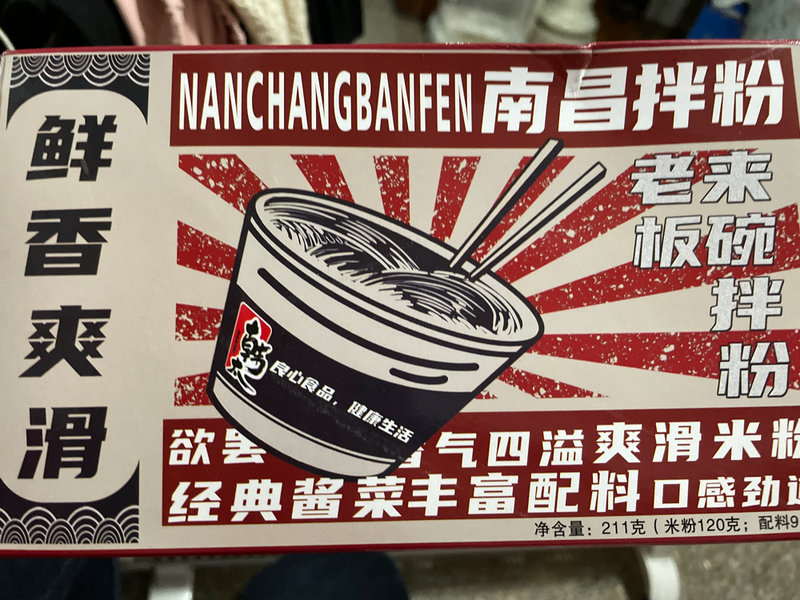 NANCHANGBANFEN 南昌拌粉
鲜香爽滑
老板
来碗拌粉
良心食品，健康生活
欲罢 香气四溢爽滑米粉
经典酱菜丰富配料口感劲
净含量：211克（米粉120克；配料9